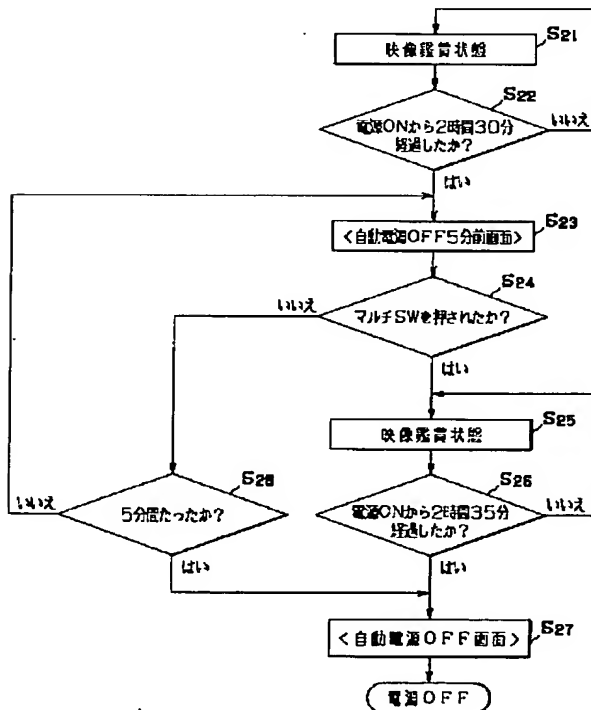 S21
映像鑑賞状態
S22
電源ONから2時間30分
経過したか?
いいえ
はい
S23
<自動電源OFF5分前画面>
S24
いいえ
マルチSWを押されたか?
はい
S25
映像鑑賞状態
S28
いいえ
5分間たったか?
はい
S26
電源ONから2時間35分
経過したか?
いいえ
はい
S27
<自動電源OFF画面>
電源OFF